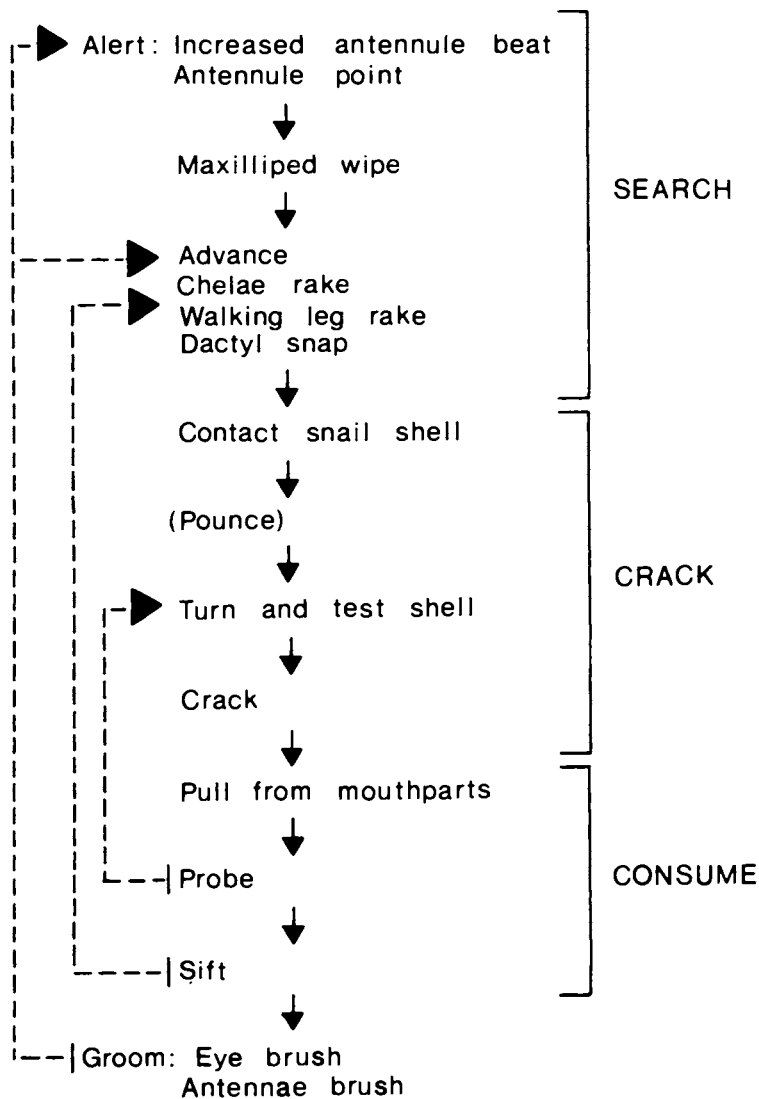 Alert: Increased antennule beat
Antennule point
Maxilliped wipe
SEARCH
Advance
Chelae rake
Walking leg rake
Dactyl snap
Contact snail shell
(Pounce)
CRACK
Turn and test shell
Crack
Pull from mouthparts
Probe
CONSUME
Sift
Groom: Eye brush
Antennae brush